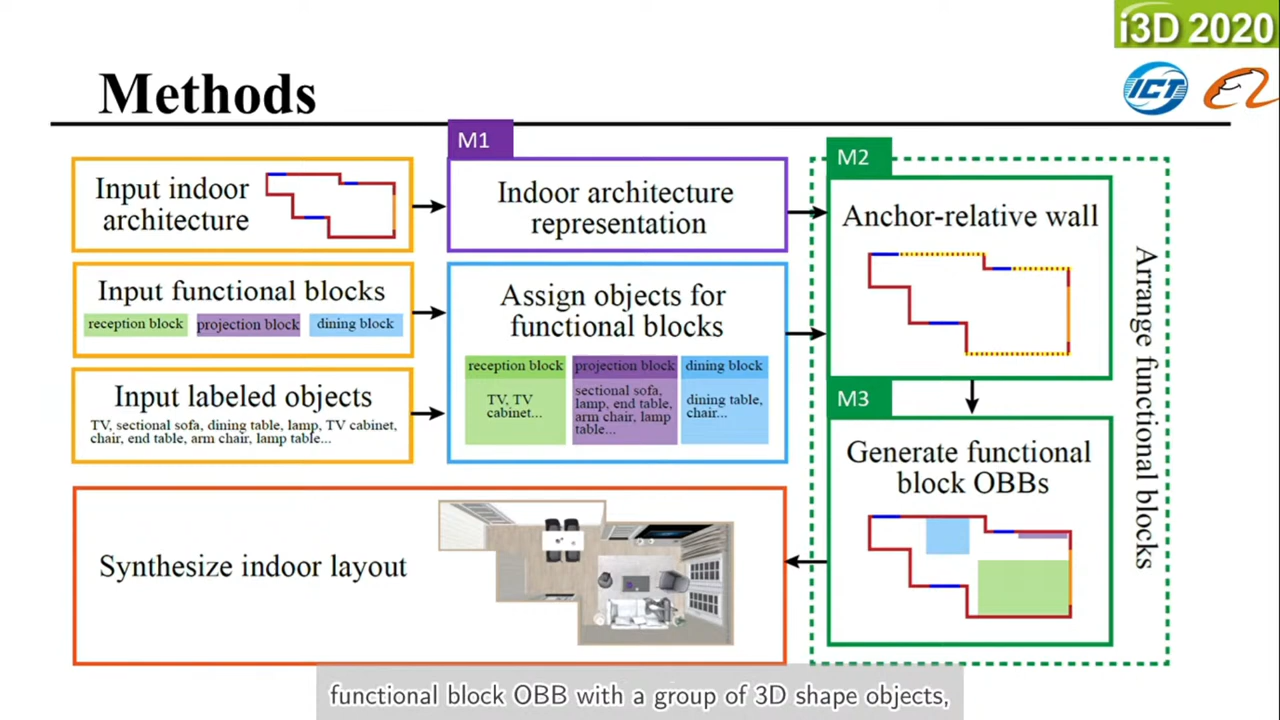 i3D 2020
ICT
Methods
M1
M2
Input indoor
architecture
Indoor architecture
representation
Anchor-relative wall
Input functional blocks
reception block
projection block
dining block
Assign objects for
functional blocks
reception block
projection block
dining block
TV, TV
cabinet...
sectional sofa,
lamp, end table,
arm chair, lamp
table...
dining table,
chair...
Input labeled objects
TV, sectional sofa, dining table, lamp, TV cabinet,
chair, end table, arm chair, lamp table...
M3
Generate functional
block OBBs
Arrange functional blocks
Synthesize indoor layout
functional block OBB with a group of 3D shape objects,